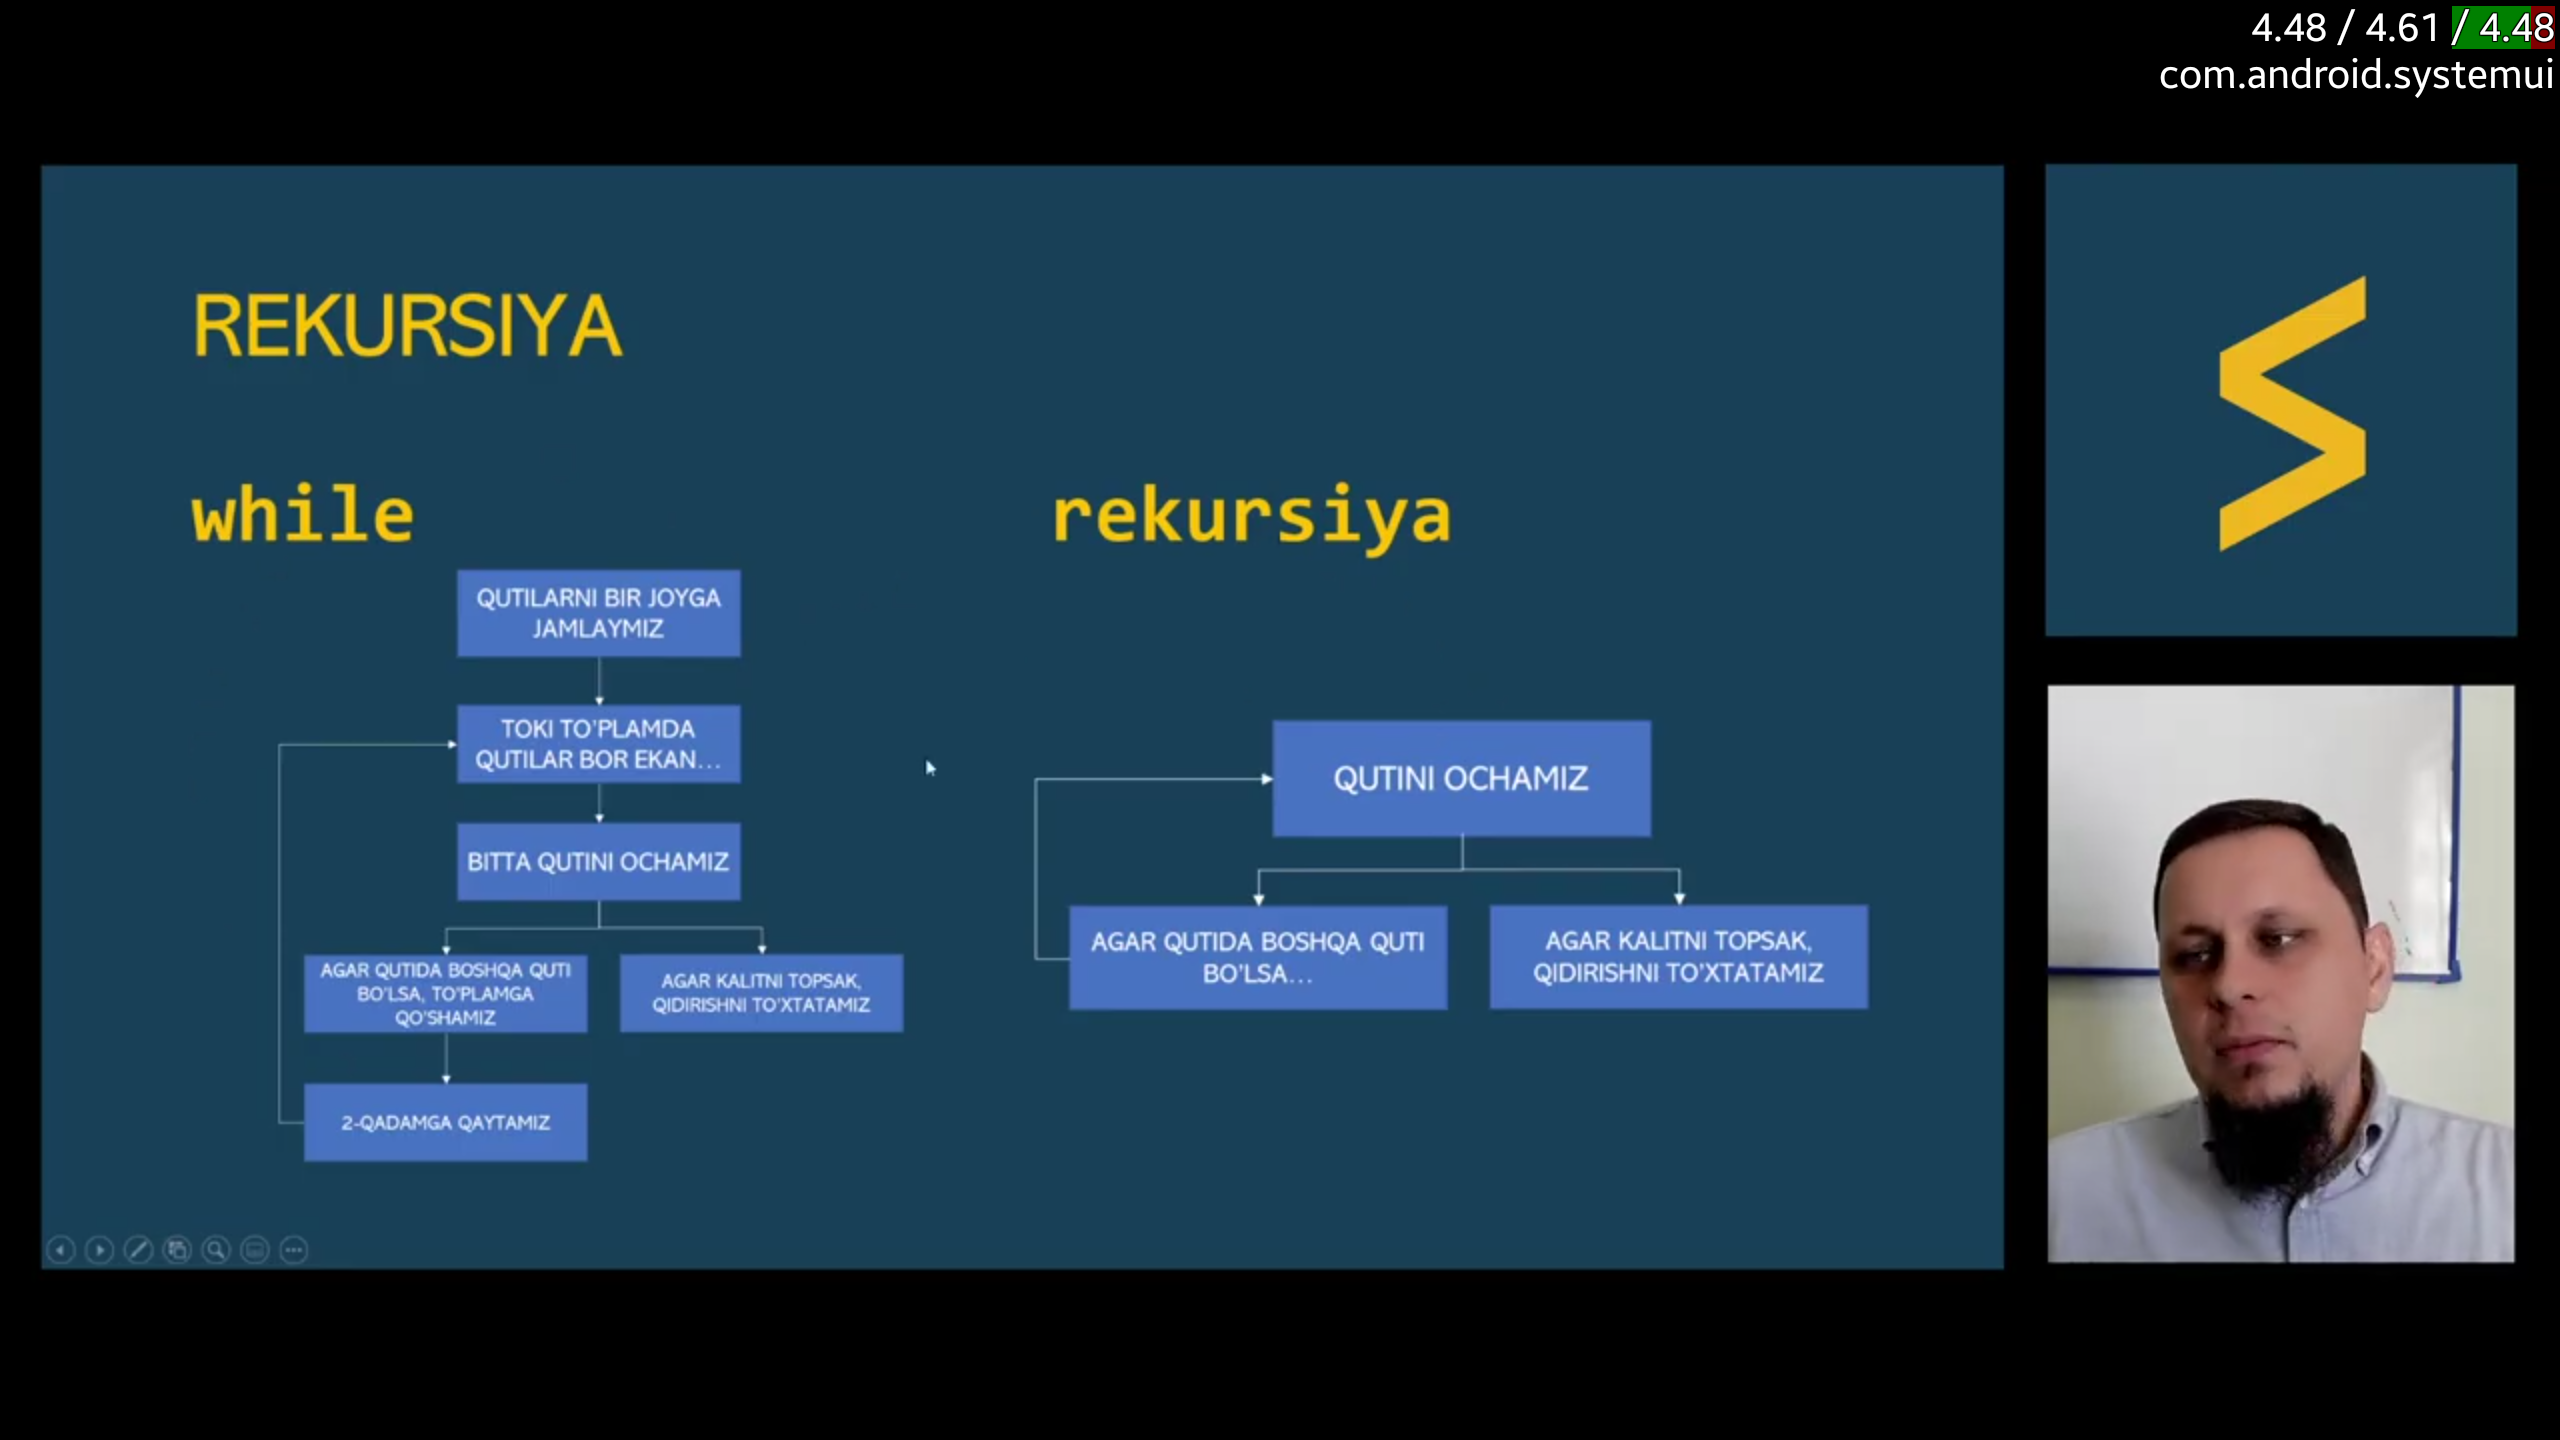 4.48 / 4.61 / 4.48
com.android.systemui
REKURSIYA
while
QUTILARNI BIR JOYGA
JAMLAYMIZ
TOKI TO'PLAMDA
QUTILAR BOR EKAN...
BITTA QUTINI OCHAMIZ
AGAR QUTIDA BOSHQA QUTI
BO'LSA, TO'PLAMGA
QO'SHAMIZ
AGAR KALITNI TOPSAK,
QIDIRISHNI TO'XTATAMIZ
2-QADAMGA QAYTAMIZ
rekursiya
QUTINI OCHAMIZ
AGAR QUTIDA BOSHQA QUTI
BO'LSA...
AGAR KALITNI TOPSAK,
QIDIRISHNI TO'XTATAMIZ